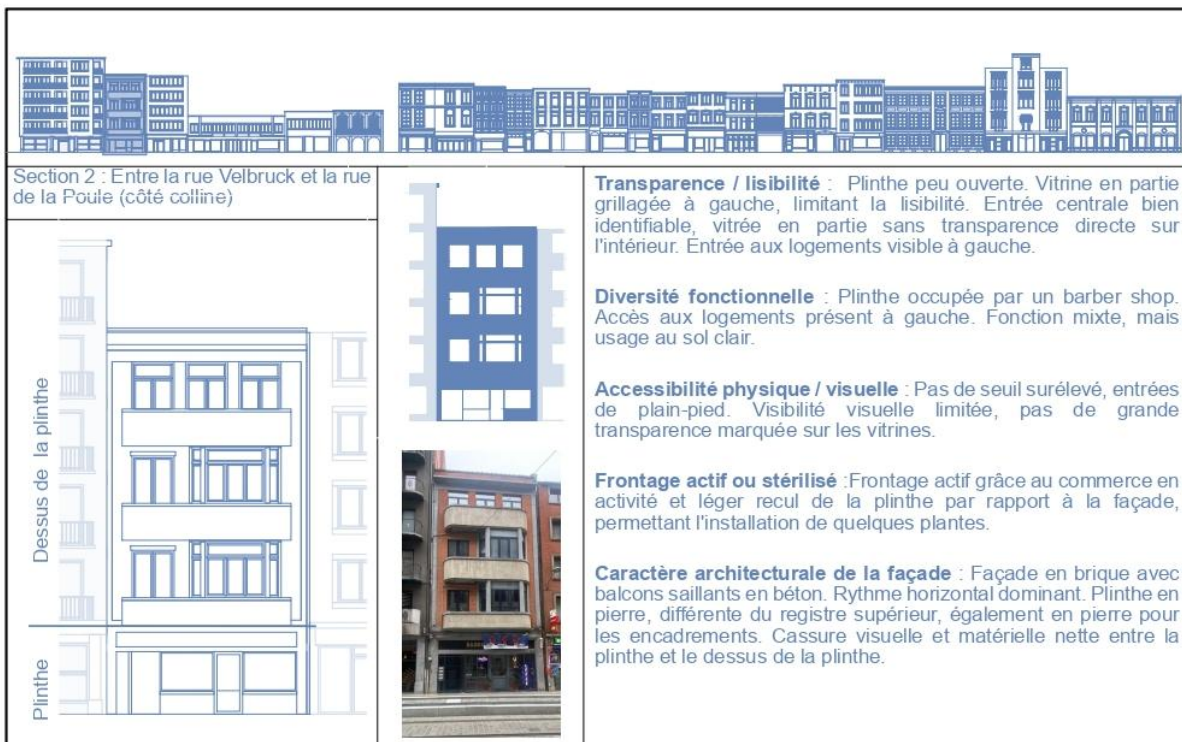 Section 2 : Entre la rue Velbruck et la rue
de la Poule (côté colline)
Dessus de la plinthe
Plinthe
Transparence / lisibilité : Plinthe peu ouverte. Vitrine en partie
grillagée à gauche, limitant la lisibilité. Entrée centrale bien
identifiable, vitrée en partie sans transparence directe sur
l'intérieur. Entrée aux logements visible à gauche.
Diversité fonctionnelle : Plinthe occupée par un barber shop.
Accès aux logements présent à gauche. Fonction mixte, mais
usage au sol clair.
Accessibilité physique / visuelle : Pas de seuil surélevé, entrées
de plain-pied. Visibilité visuelle limitée, pas de grande
transparence marquée sur les vitrines.
Frontage actif ou stérilisé :Frontage actif grâce au commerce en
activité et léger recul de la plinthe par rapport à la façade,
permettant l'installation de quelques plantes.
Caractère architecturale de la façade : Façade en brique avec
balcons saillants en béton. Rythme horizontal dominant. Plinthe en
pierre, différente du registre supérieur, également en pierre pour
les encadrements. Cassure visuelle et matérielle nette entre la
plinthe et le dessus de la plinthe.